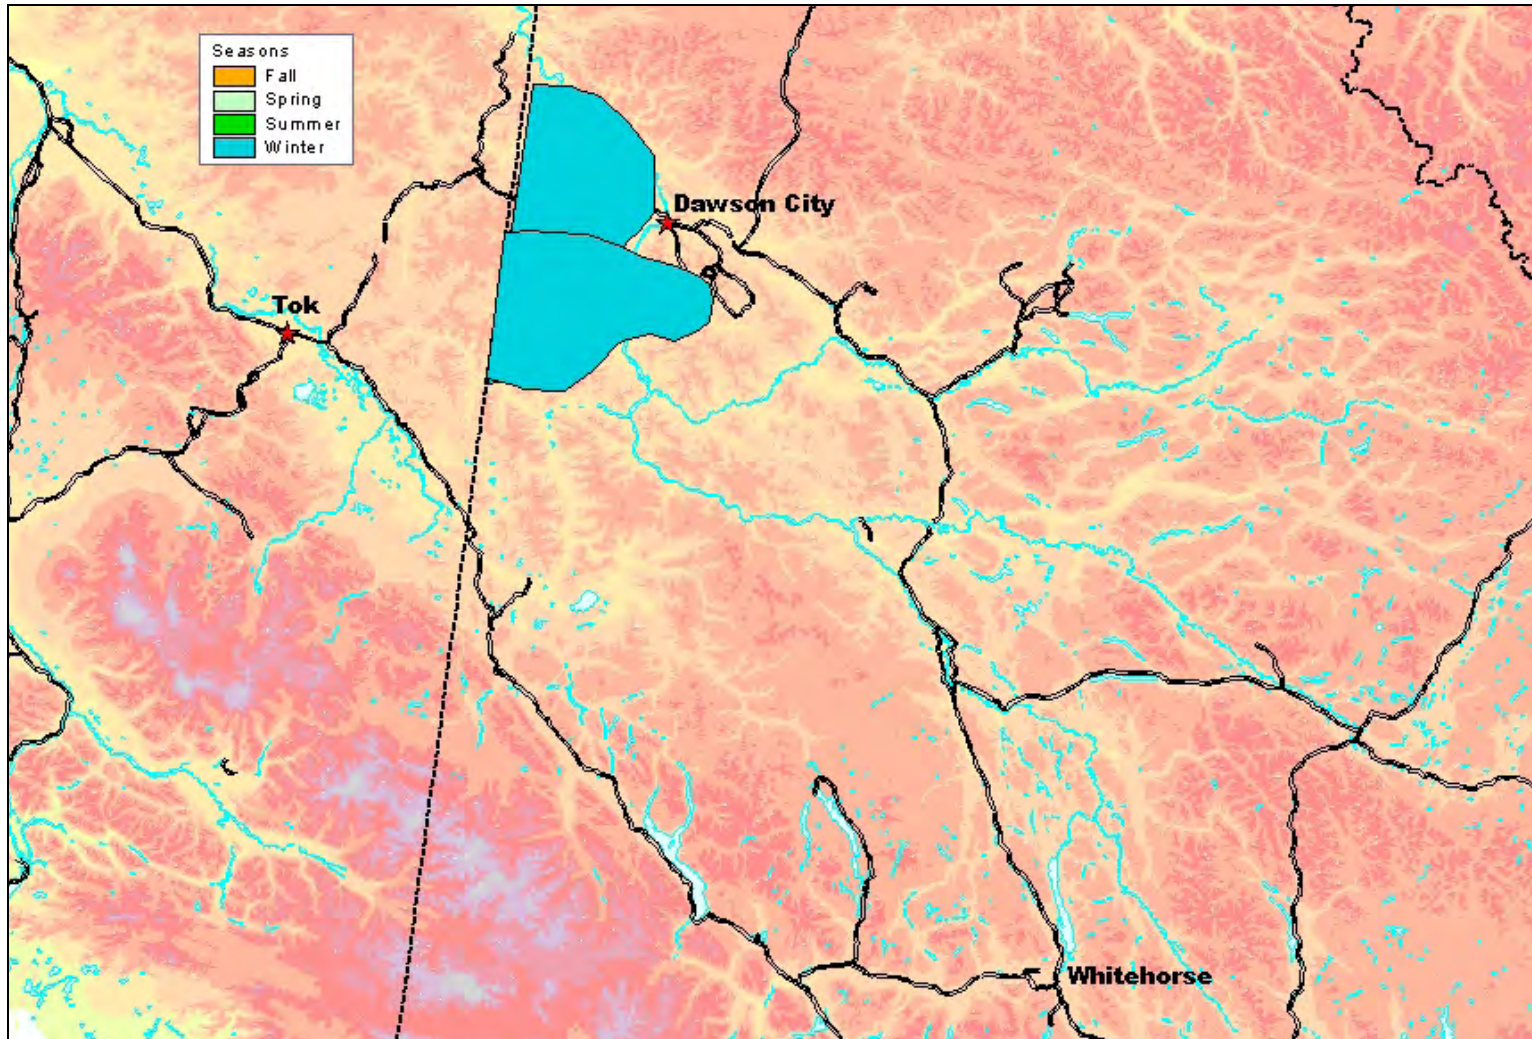 Seasons
Fall
Spring
Summer
Winter
Dawson City
Tok
Whitehorse